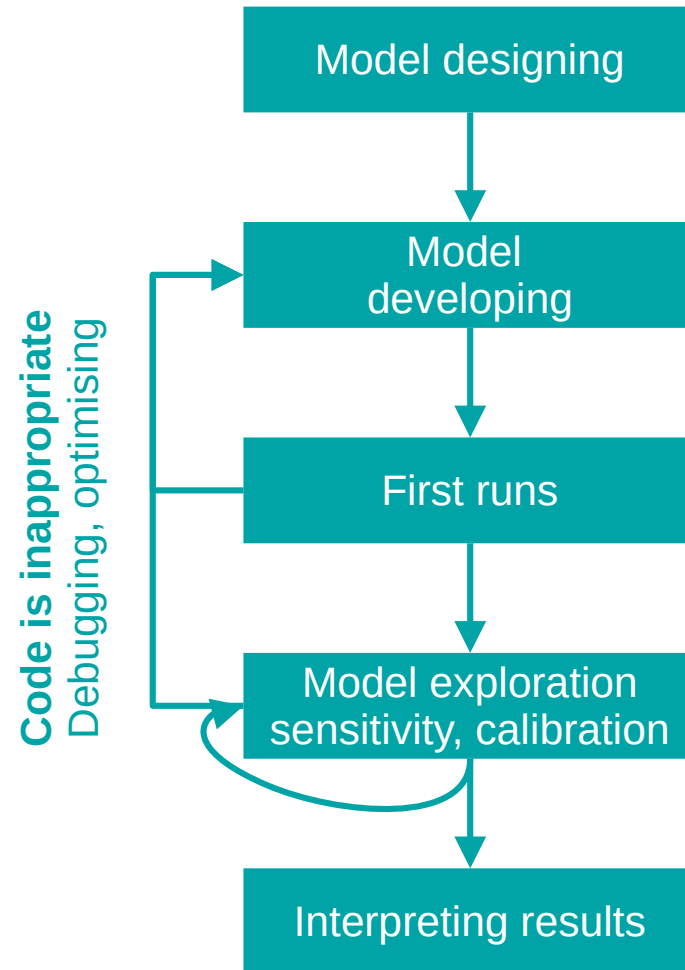 Model designing
Model
developing
Code is inappropriate
Debugging, optimising
First runs
Model exploration
sensitivity, calibration
Interpreting results